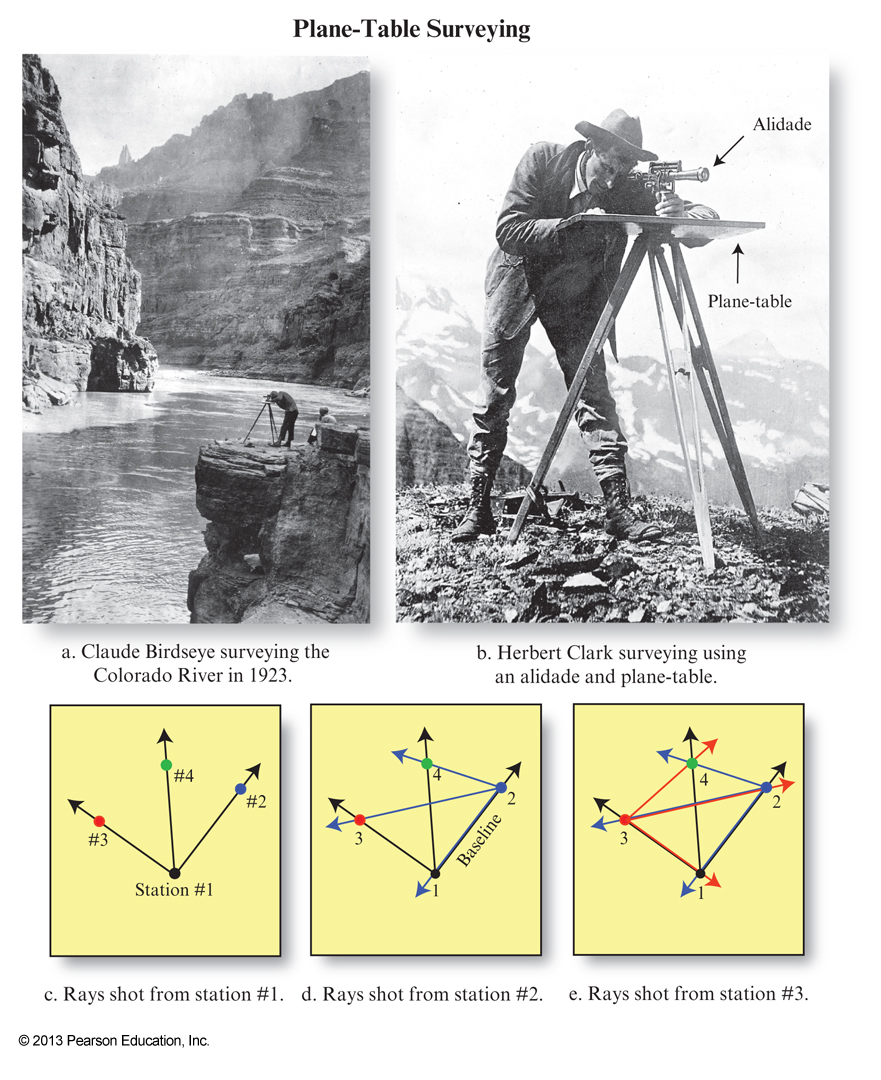 Plane-Table Surveying
Alidade
Plane-table
a. Claude Birdseye surveying the
Colorado River in 1923.
b. Herbert Clark surveying using
an alidade and plane-table.
#4
#2
#3
Station #1
4
2
3
Baseline
1
4
2
3
1
c. Rays shot from station #1.
d. Rays shot from station #2.
e. Rays shot from station #3.
© 2013 Pearson Education, Inc.